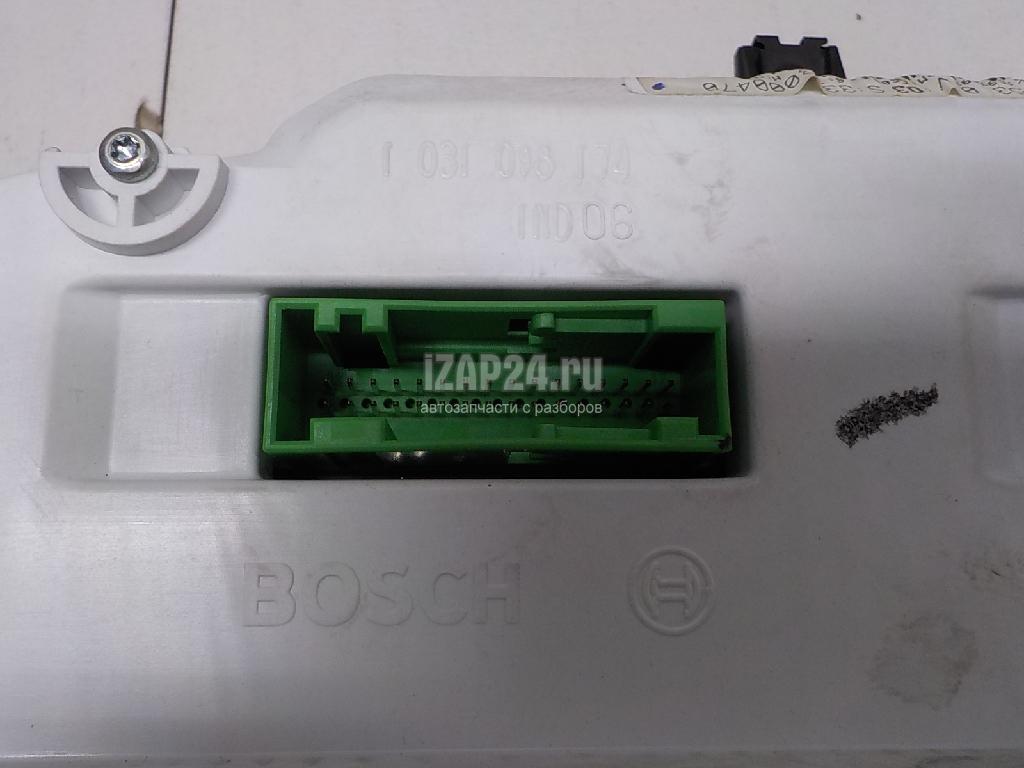 1 031 098 174
IND06
iZAP24.ru
автозапчасти с разборов
BOSCH